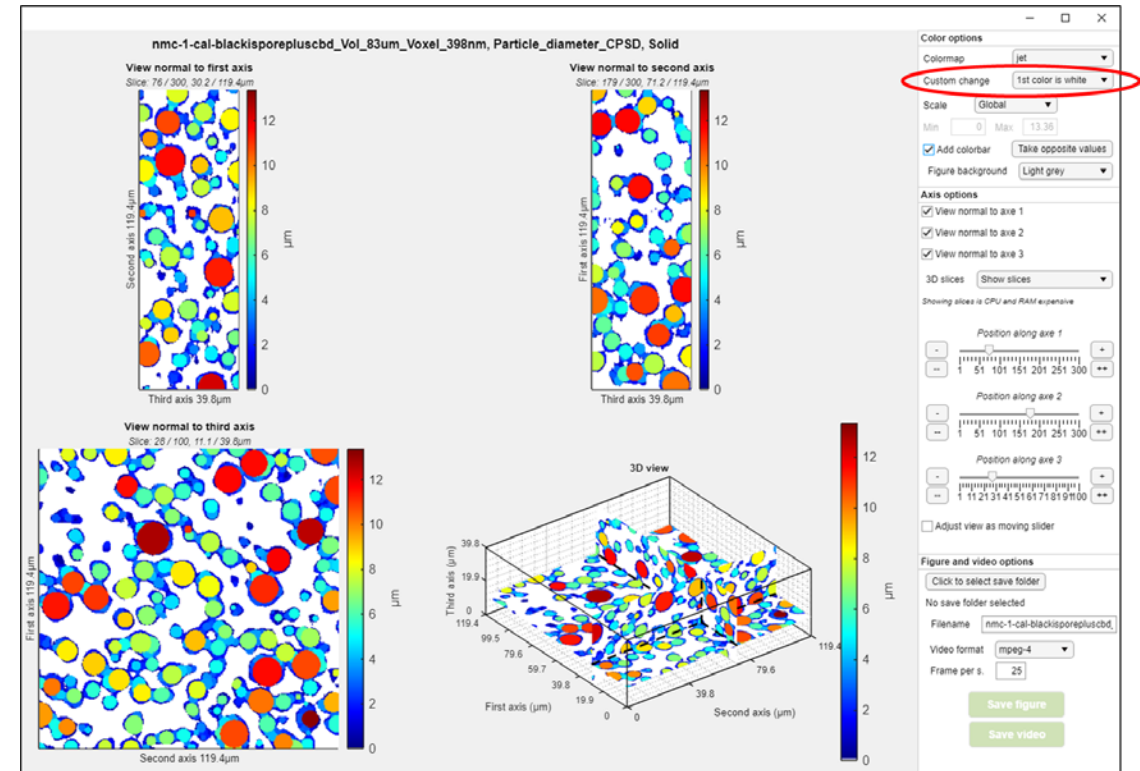 nmc-1-cal-blackisporepluscbd_Vol_83um_Voxel_398nm, Particle_diameter_CPSD, Solid
View normal to first axis
Slice: 76 / 300, 30.2 / 119.4µm
12
10
8
6
4
2
0
µm
Second axis 119.4µm
Third axis 39.8µm
View normal to second axis
Slice: 179 / 300, 71.2 / 119.4µm
12
10
8
6
4
2
0
µm
First axis 119.4µm
Third axis 39.8µm
View normal to third axis
Slice: 28 / 100, 11.1 / 39.8µm
12
10
8
6
4
2
0
µm
First axis 119.4µm
Second axis 119.4µm
3D view
Third axis (µm)
39.8
19.9
0
119.4
99.5
79.6
59.7
39.8
19.9
0
First axis (µm)
0
39.8
79.6
119.4
Second axis (µm)
12
10
8
6
4
2
0
µm
Color options
Colormap jet
Custom change 1st color is white
Scale Global
Min 0 Max 13.36
Add colorbar Take opposite values
Figure background Light grey
Axis options
View normal to axe 1
View normal to axe 2
View normal to axe 3
3D slices Show slices
Showing slices is CPU and RAM expensive
Position along axe 1
- +
-- 1 51 101 151 201 251 300 ++
Position along axe 2
- +
-- 1 51 101 151 201 251 300 ++
Position along axe 3
- +
-- 1 11 21 31 41 51 61 71 81 91 100 ++
Adjust view as moving slider
Figure and video options
Click to select save folder
No save folder selected
Filename nmc-1-cal-blackisporepluscbd_
Video format mpeg-4
Frame per s. 25
Save figure
Save video